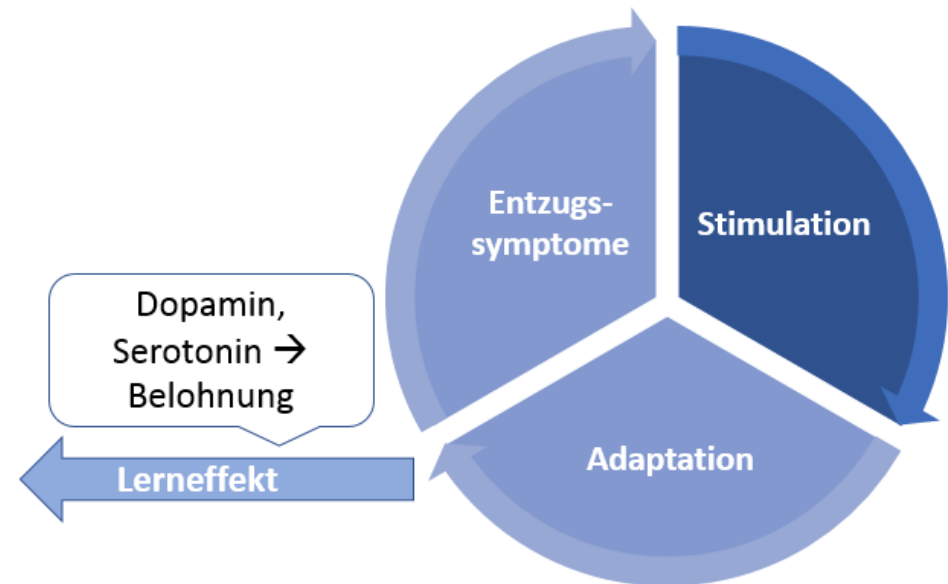 Entzugs-
symptome
Stimulation
Dopamin,
Serotonin →
Belohnung
Adaptation
Lerneffekt